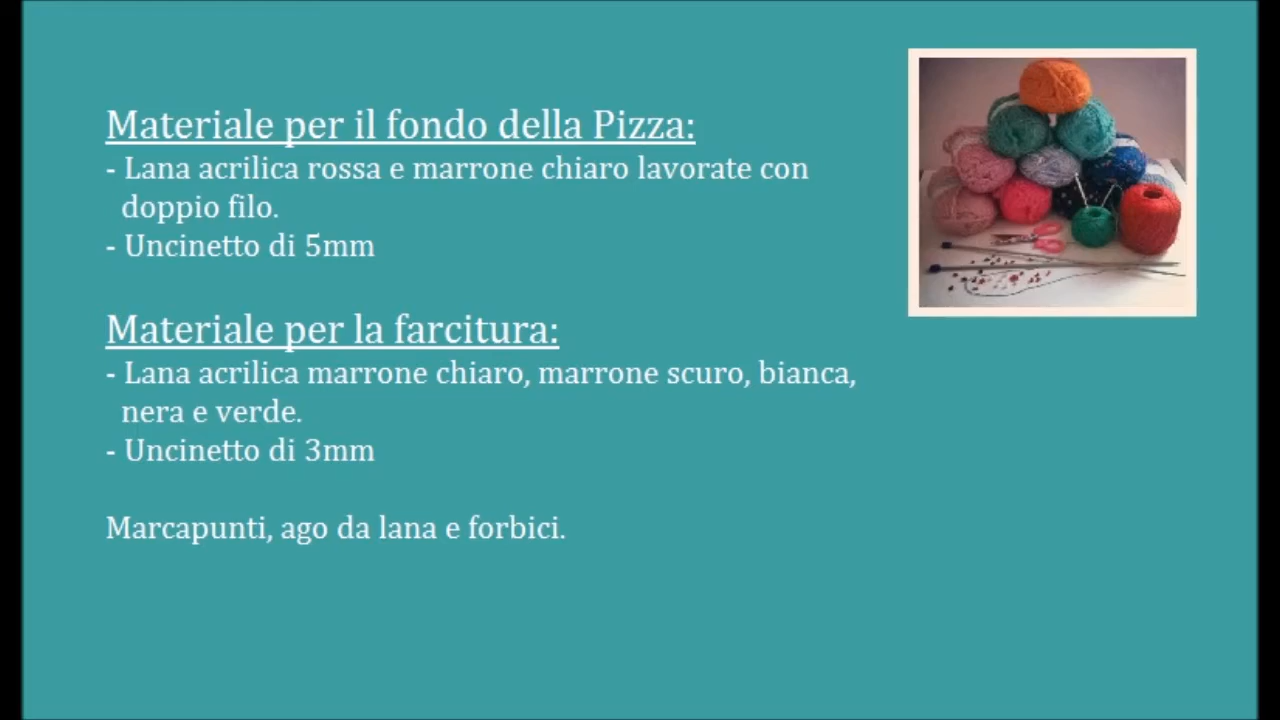 Materiale per il fondo della Pizza:
- Lana acrilica rossa e marrone chiaro lavorate con
doppio filo.
- Uncinetto di 5mm
Materiale per la farcitura:
- Lana acrilica marrone chiaro, marrone scuro, bianca,
nera e verde.
- Uncinetto di 3mm
Marcapunti, ago da lana e forbici.